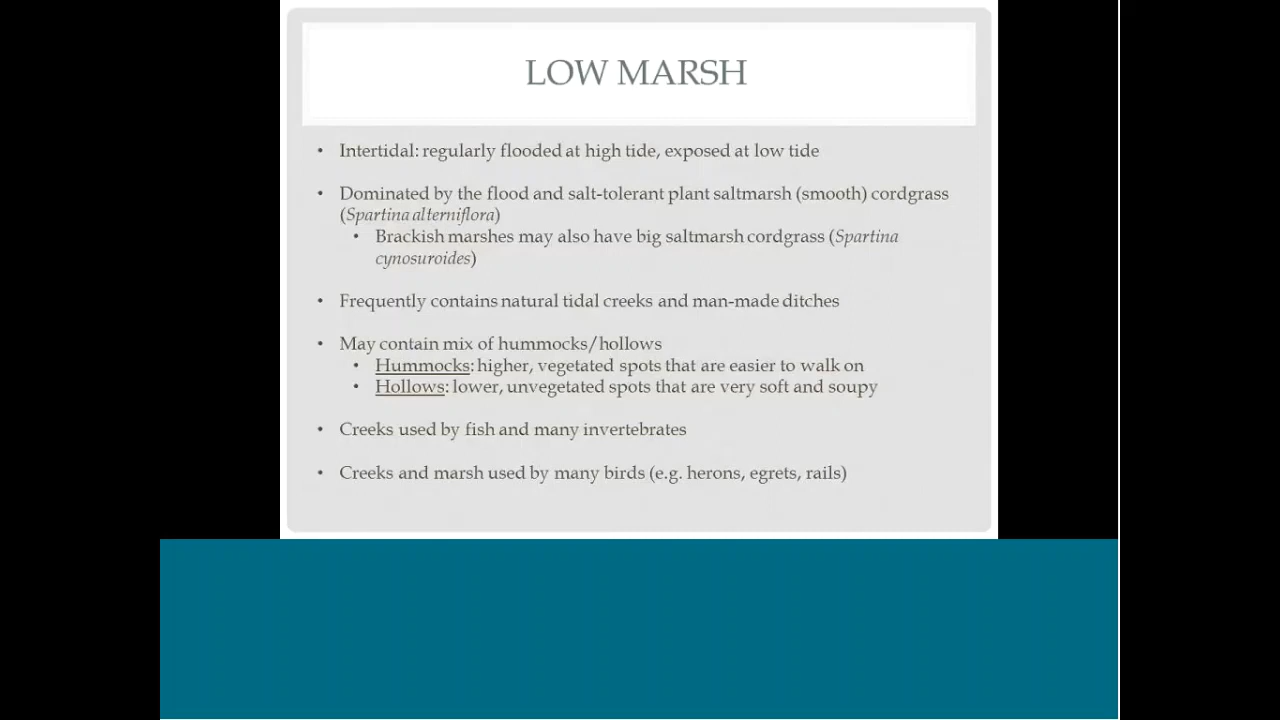 LOW MARSH
• Intertidal: regularly flooded at high tide, exposed at low tide
• Dominated by the flood and salt-tolerant plant saltmarsh (smooth) cordgrass
(Spartina alterniflora)
• Brackish marshes may also have big saltmarsh cordgrass (Spartina
cynosuroides)
• Frequently contains natural tidal creeks and man-made ditches
• May contain mix of hummocks/hollows
• Hummocks: higher, vegetated spots that are easier to walk on
• Hollows: lower, unvegetated spots that are very soft and soupy
• Creeks used by fish and many invertebrates
• Creeks and marsh used by many birds (e.g. herons, egrets, rails)